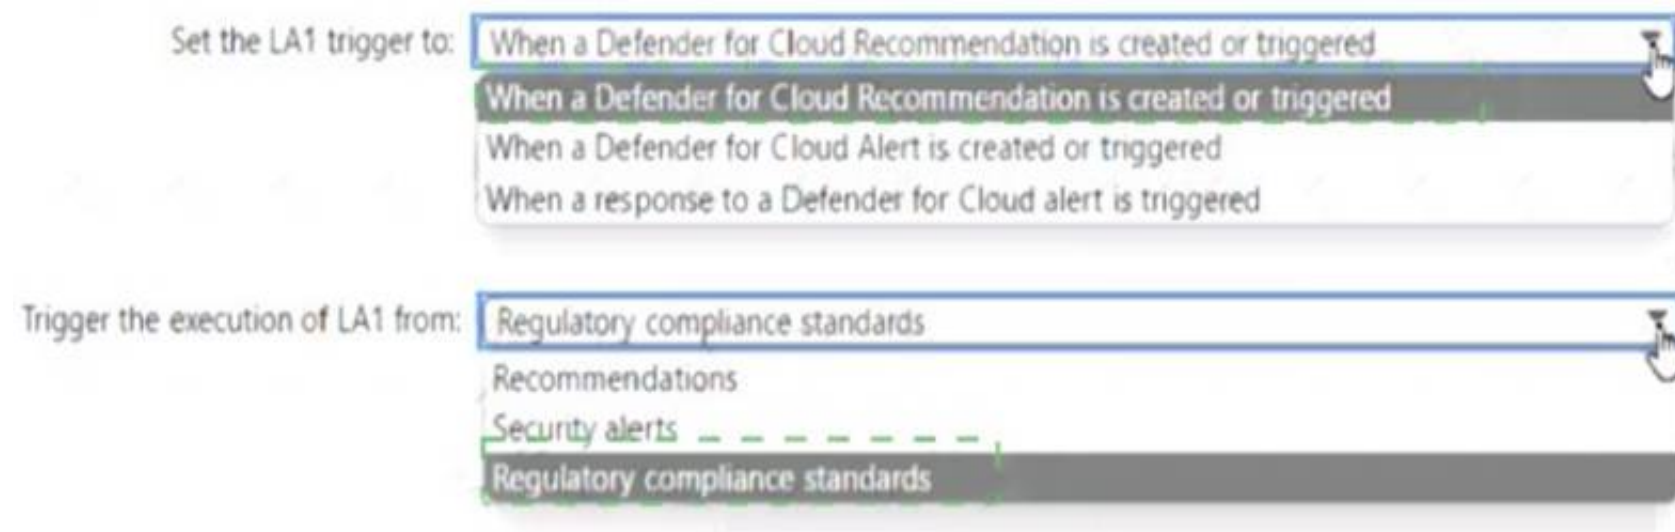 Set the LA1 trigger to: When a Defender for Cloud Recommendation is created or triggered
When a Defender for Cloud Recommendation is created or triggered
When a Defender for Cloud Alert is created or triggered
When a response to a Defender for Cloud alert is triggered
Trigger the execution of LA1 from: Regulatory compliance standards
Recommendations
Security alerts
Regulatory compliance standards